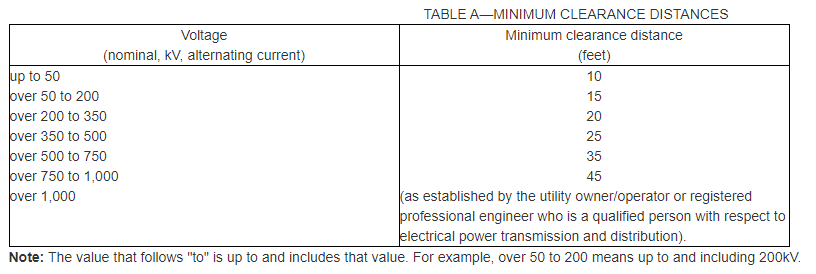 TABLE A—MINIMUM CLEARANCE DISTANCES
Voltage
(nominal, kV, alternating current)
Minimum clearance distance
(feet)
up to 50 10
over 50 to 200 15
over 200 to 350 20
over 350 to 500 25
over 500 to 750 35
over 750 to 1,000 45
over 1,000 (as established by the utility owner/operator or registered
professional engineer who is a qualified person with respect to
electrical power transmission and distribution).
Note: The value that follows "to" is up to and includes that value. For example, over 50 to 200 means up to and including 200kV.